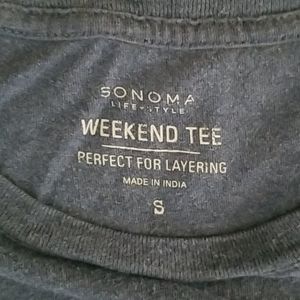 SONOMA
LIFE+STYLE
WEEKEND TEE
PERFECT FOR LAYERING
MADE IN INDIA
S